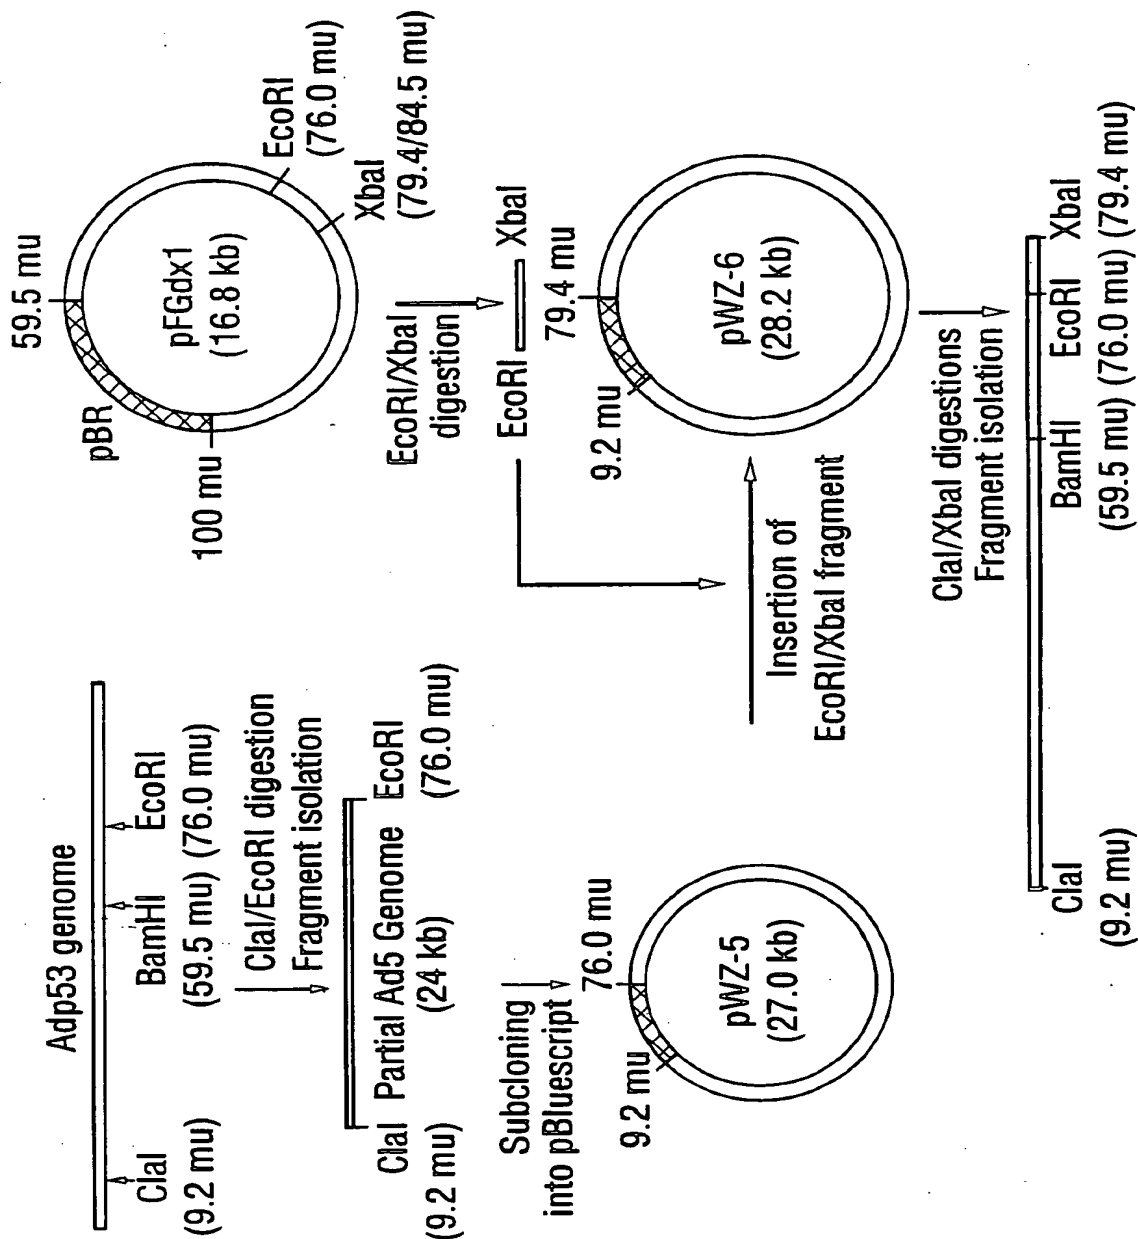 Adp53 genome
ClaI
(9.2 mu)
BamHI
(59.5 mu)
EcoRI
(76.0 mu)
ClaI/EcoRI digestion
Fragment isolation
ClaI
(9.2 mu)
Partial Ad5 Genome
(24 kb)
EcoRI
(76.0 mu)
Subcloning
into pBluescript
76.0 mu
9.2 mu
pWZ-5
(27.0 kb)
59.5 mu
pBR
100 mu
pFGdx1
(16.8 kb)
EcoRI
(76.0 mu)
XbaI
(79.4/84.5 mu)
EcoRI/XbaI
digestion
EcoRI
XbaI
Insertion of
EcoRI/XbaI fragment
79.4 mu
9.2 mu
pWZ-6
(28.2 kb)
ClaI/XbaI digestions
Fragment isolation
ClaI
(9.2 mu)
BamHI
(59.5 mu)
EcoRI
(76.0 mu)
XbaI
(79.4 mu)